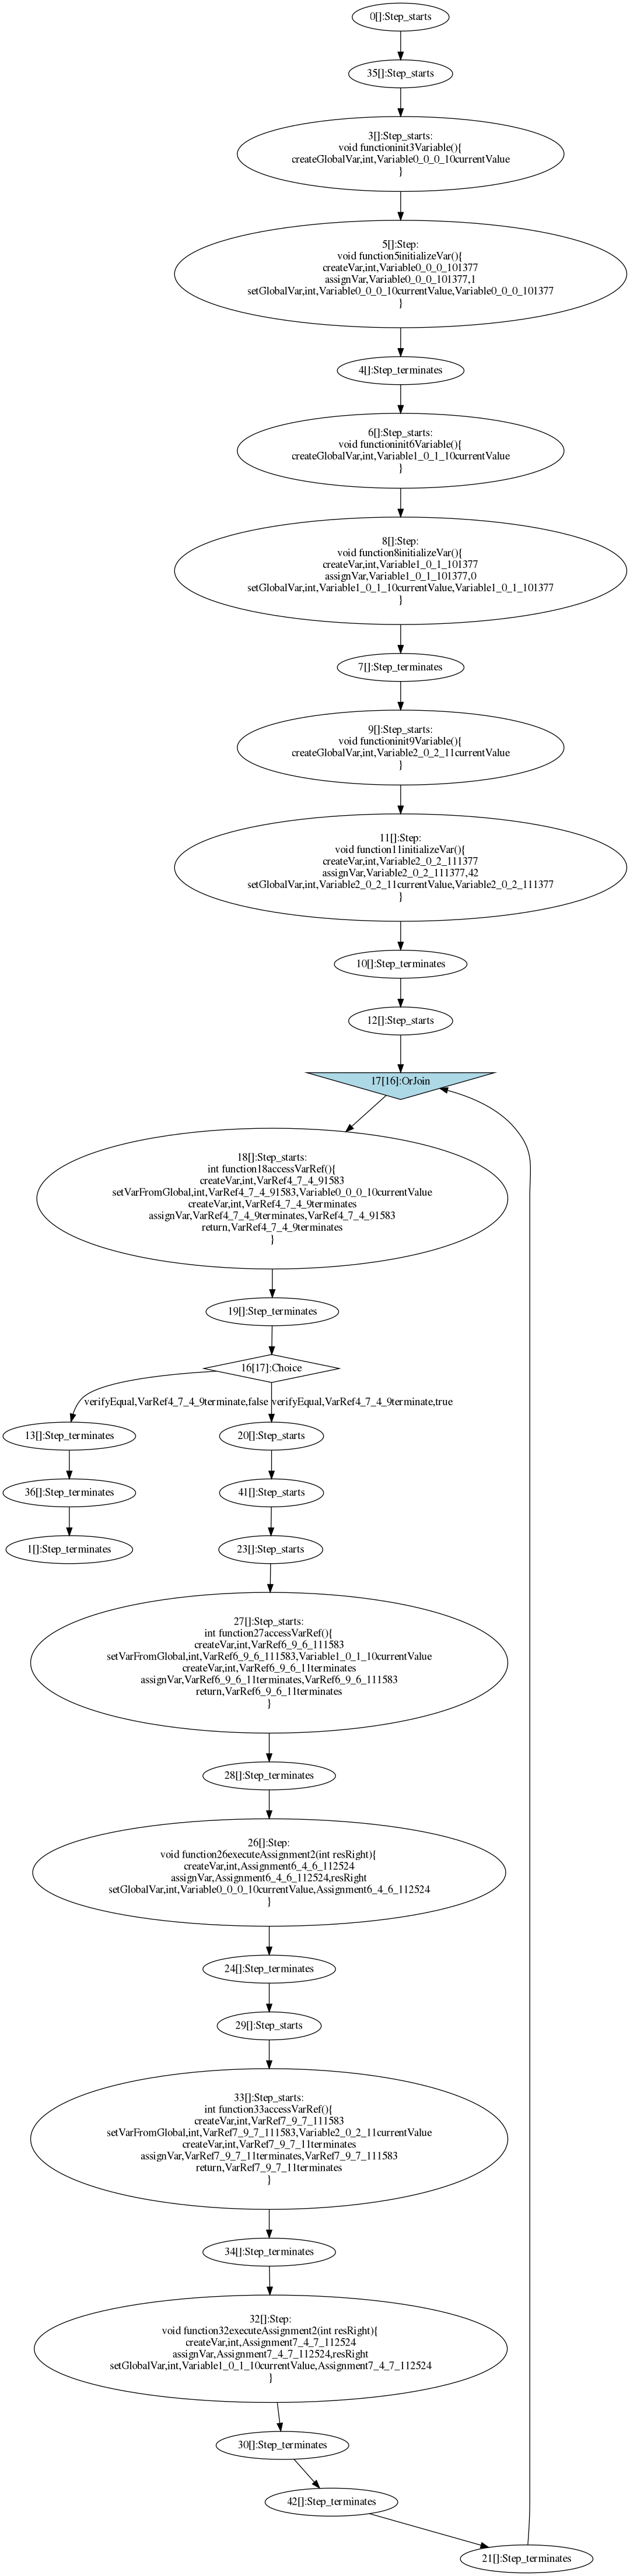 0[]:Step_starts
35[]:Step_starts
3[]:Step_starts:
void functioninit3Variable(){
createGlobalVar,int,Variable0_0_0_10currentValue
}
5[]:Step:
void function5initializeVar(){
createVar,int,Variable0_0_0_101377
assignVar,Variable0_0_0_101377,1
setGlobalVar,int,Variable0_0_0_10currentValue,Variable0_0_0_101377
}
4[]:Step_terminates
6[]:Step_starts:
void functioninit6Variable(){
createGlobalVar,int,Variable1_0_1_10currentValue
}
8[]:Step:
void function8initializeVar(){
createVar,int,Variable1_0_1_101377
assignVar,Variable1_0_1_101377,0
setGlobalVar,int,Variable1_0_1_10currentValue,Variable1_0_1_101377
}
7[]:Step_terminates
9[]:Step_starts:
void functioninit9Variable(){
createGlobalVar,int,Variable2_0_2_11currentValue
}
11[]:Step:
void function11initializeVar(){
createVar,int,Variable2_0_2_111377
assignVar,Variable2_0_2_111377,42
setGlobalVar,int,Variable2_0_2_11currentValue,Variable2_0_2_111377
}
10[]:Step_terminates
12[]:Step_starts
17[16]:OrJoin
18[]:Step_starts:
int function18accessVarRef(){
createVar,int,VarRef4_7_4_91583
setVarFromGlobal,int,VarRef4_7_4_91583,Variable0_0_0_10currentValue
createVar,int,VarRef4_7_4_9terminates
assignVar,VarRef4_7_4_9terminates,VarRef4_7_4_91583
return,VarRef4_7_4_9terminates
}
19[]:Step_terminates
16[17]:Choice
verifyEqual,VarRef4_7_4_9terminate,false verifyEqual,VarRef4_7_4_9terminate,true
13[]:Step_terminates 20[]:Step_starts
36[]:Step_terminates 41[]:Step_starts
1[]:Step_terminates 23[]:Step_starts
27[]:Step_starts:
int function27accessVarRef(){
createVar,int,VarRef6_9_6_111583
setVarFromGlobal,int,VarRef6_9_6_111583,Variable1_0_1_10currentValue
createVar,int,VarRef6_9_6_11terminates
assignVar,VarRef6_9_6_11terminates,VarRef6_9_6_111583
return,VarRef6_9_6_11terminates
}
28[]:Step_terminates
26[]:Step:
void function26executeAssignment2(int resRight){
createVar,int,Assignment6_4_6_112524
assignVar,Assignment6_4_6_112524,resRight
setGlobalVar,int,Variable0_0_0_10currentValue,Assignment6_4_6_112524
}
24[]:Step_terminates
29[]:Step_starts
33[]:Step_starts:
int function33accessVarRef(){
createVar,int,VarRef7_9_7_111583
setVarFromGlobal,int,VarRef7_9_7_111583,Variable2_0_2_11currentValue
createVar,int,VarRef7_9_7_11terminates
assignVar,VarRef7_9_7_11terminates,VarRef7_9_7_111583
return,VarRef7_9_7_11terminates
}
34[]:Step_terminates
32[]:Step:
void function32executeAssignment2(int resRight){
createVar,int,Assignment7_4_7_112524
assignVar,Assignment7_4_7_112524,resRight
setGlobalVar,int,Variable1_0_1_10currentValue,Assignment7_4_7_112524
}
30[]:Step_terminates
42[]:Step_terminates
21[]:Step_terminates